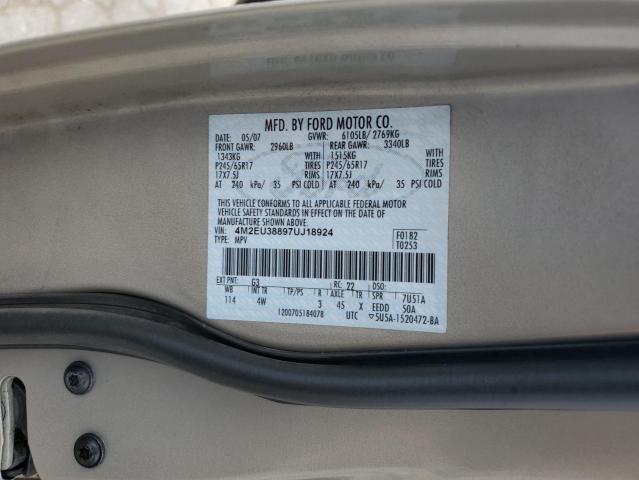 MFD. BY FORD MOTOR CO.
DATE: 05/07 GVWR: 6105LB/ 2769KG
FRONT GAWR: 2960LB REAR GAWR: 3340LB
1343KG 1515KG
P245/65R17 TIRES P245/65R17 TIRES
17X7.5J RIMS 17X7.5J RIMS
AT 240 kPa/ 35 PSI COLD AT 240 kPa/ 35 PSI COLD
THIS VEHICLE CONFORMS TO ALL APPLICABLE FEDERAL MOTOR
VEHICLE SAFETY STANDARDS IN EFFECT ON THE DATE OF
MANUFACTURE SHOWN ABOVE.
VIN: 4M2EU38897UJ18924 F0182
TYPE: MPV T0253
EXT PNT: G3 RC: 22 DSO:
WB INT TR TP/PS R AXLE TR SPR 7U51A
114 4W 3 45 X EEDD 50A
1200705184078 UTC ▽5U5A-1520472-BA